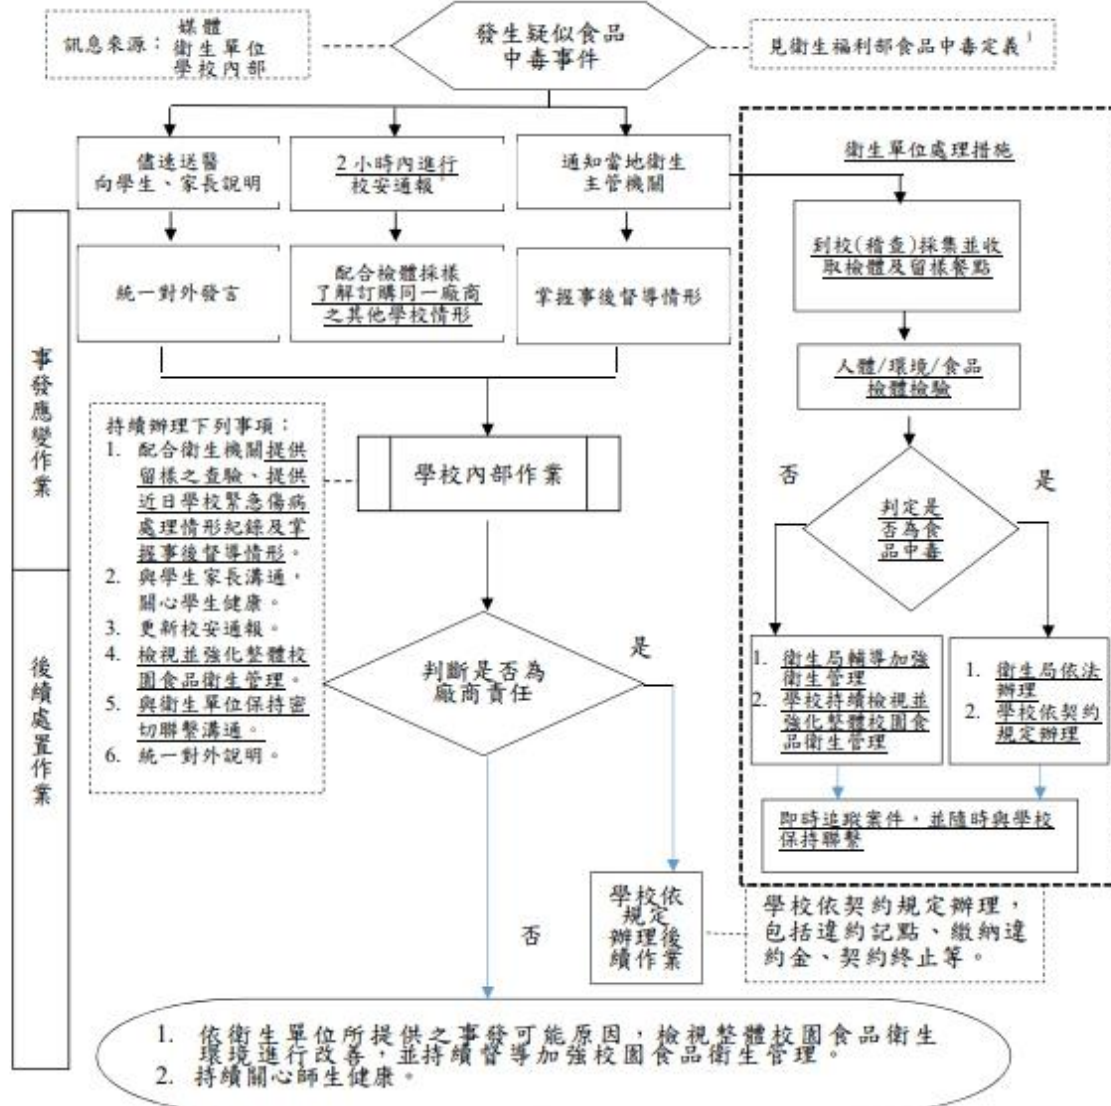 訊息來源：
媒體
衛生單位
學校內部
發生疑似食品
中毒事件
見衛生福利部食品中毒定義1
儘速送醫
向學生、家長說明
2 小時內進行
校安通報
通知當地衛生
主管機關
衛生單位處理措施
統一對外發言
配合檢體採樣
了解訂購同一廠商
之其他學校情形
掌握事後督導情形
到校(稽查)採集並收
取檢體及留樣餐點
人體/環境/食品
檢體檢驗
事發應變作業
持續辦理下列事項：
1. 配合衛生機關提供
留樣之查驗、提供
近日學校緊急傷病
處理情形紀錄及掌
握事後督導情形。
2. 與學生家長溝通，
關心學生健康。
3. 更新校安通報。
4. 檢視並強化整體校
園食品衛生管理。
5. 與衛生單位保持密
切聯繫溝通。
6. 統一對外說明。
學校內部作業
否
是
判定是
否為食
品中毒
後續處置作業
判斷是否為
廠商責任
是
1. 衛生局輔導加強
衛生管理
2. 學校持續檢視並
強化整體校園食
品衛生管理
1. 衛生局依法
辦理
2. 學校依契約
規定辦理
即時追蹤案件，並隨時與學校
保持聯繫
否
學校依
規定
辦理後
續作業
學校依契約規定辦理，
包括違約記點、繳納違
約金、契約終止等。
1. 依衛生單位所提供之事發可能原因，檢視整體校園食品衛生
環境進行改善，並持續督導加強校園食品衛生管理。
2. 持續關心師生健康。